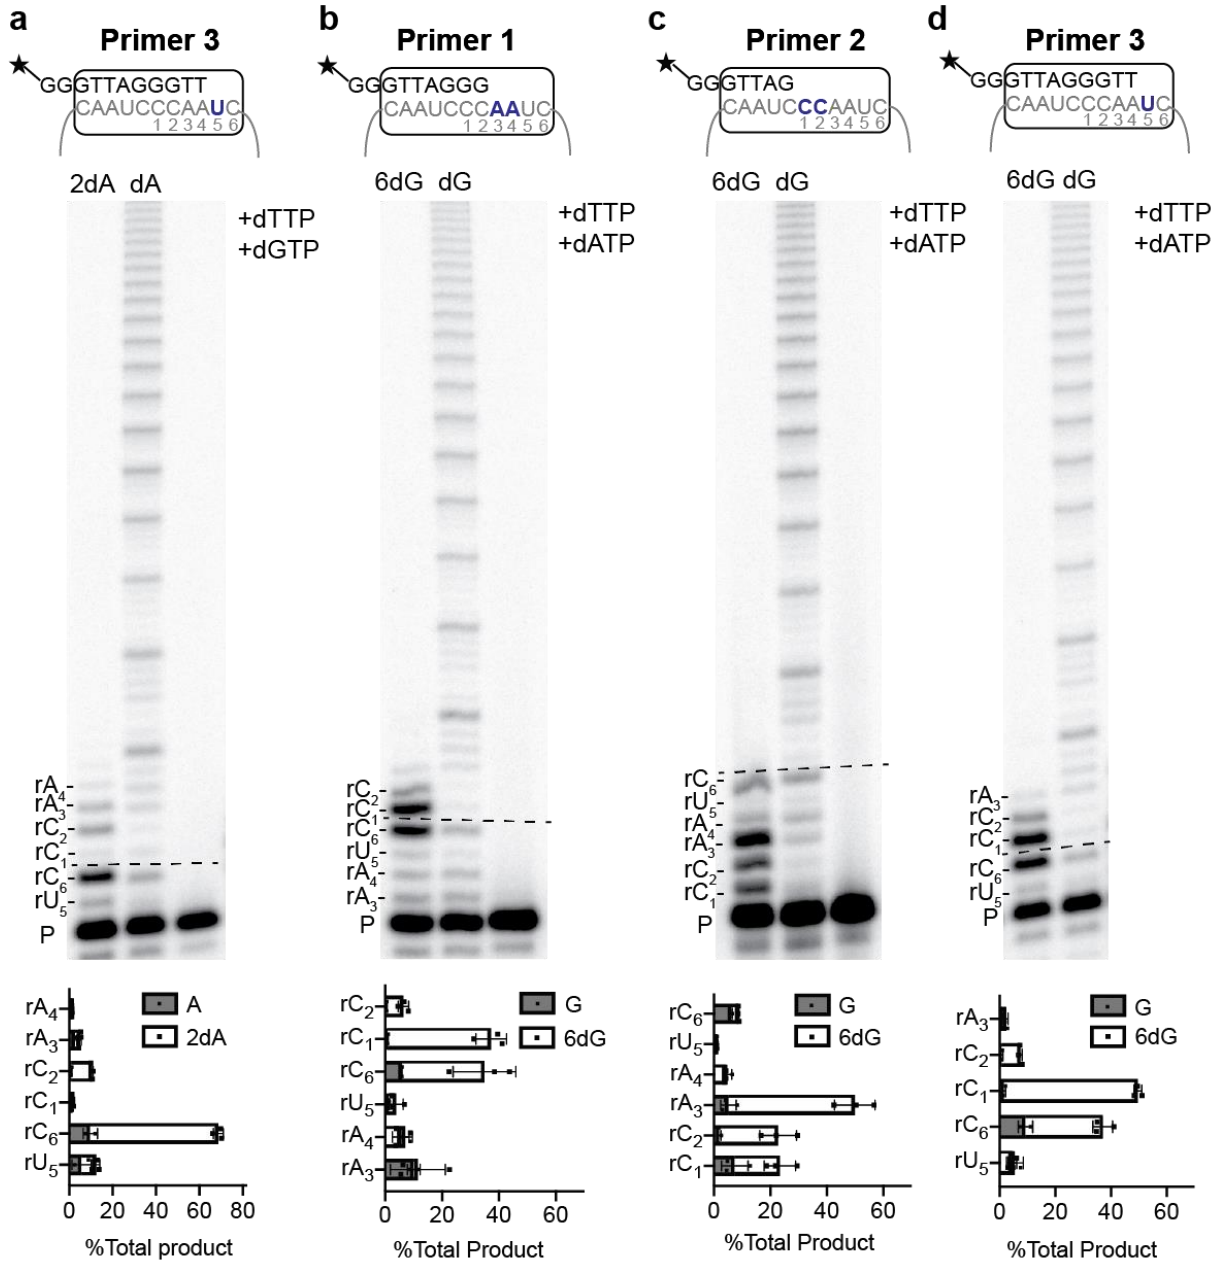 a
Primer 3
GGGTTAGGGTT
CAAUCCCAAUC
1 2 3 4 5 6
2dA dA
+dTTP
+dGTP
rA4
rA3
rC2
rC1
rC6
rU5
P
rA4
rA3
rC2
rC1
rC6
rU5
A
2dA
0 20 40 60 80
%Total product
b
Primer 1
GGGTTAGGG
CAAUCCCAAUC
1 2 3 4 5 6
6dG dG
+dTTP
+dATP
rC2
rC1
rC6
rU5
rA4
rA3
P
rC2
rC1
rC6
rU5
rA4
rA3
G
6dG
0 20 40 60
%Total Product
c
Primer 2
GGGTTAG
CAAUCCCAAUC
1 2 3 4 5 6
6dG dG
+dTTP
+dATP
rC6
rU5
rA4
rA3
rC2
rC1
P
rC6
rU5
rA4
rA3
rC2
rC1
G
6dG
0 20 40 60
%Total Product
d
Primer 3
GGGTTAGGGTT
CAAUCCCAAUC
1 2 3 4 5 6
6dG dG
+dTTP
+dATP
rA3
rC2
rC1
rC6
rU5
P
rA3
rC2
rC1
rC6
rU5
G
6dG
0 20 40 60
%Total Product